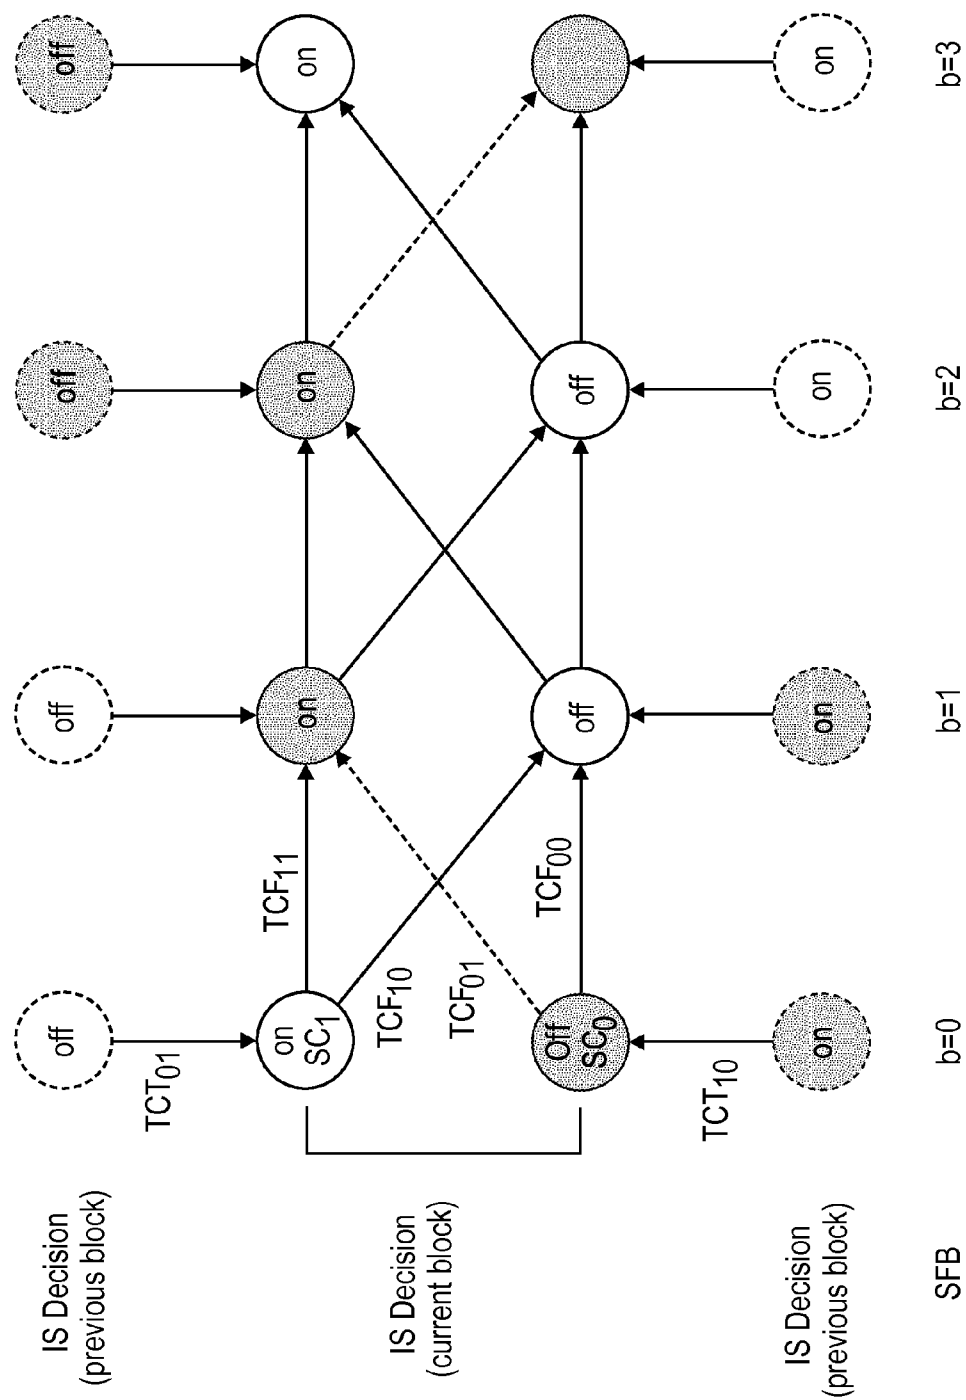 IS Decision
(previous block)
off
off
off
off
TCT01
IS Decision
(current block)
on
SC1
on
on
on
TCF11
TCF10
TCF01
TCF00
Off
SC0
off
off
TCT10
IS Decision
(previous block)
on
on
on
on
SFB
b=0
b=1
b=2
b=3